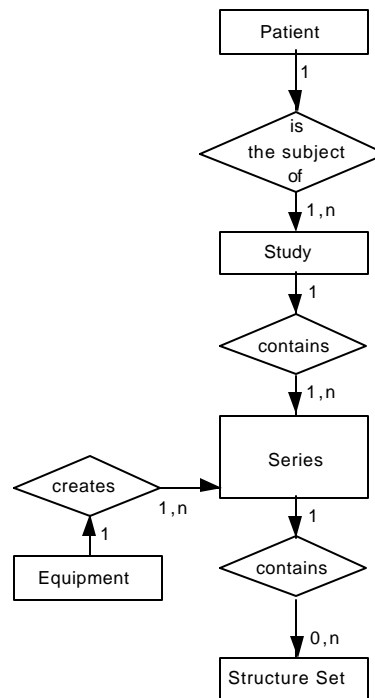 Patient
1
is
the subject
of
1,n
Study
1
contains
1,n
Series
creates
1,n
1
1
Equipment
contains
0,n
Structure Set